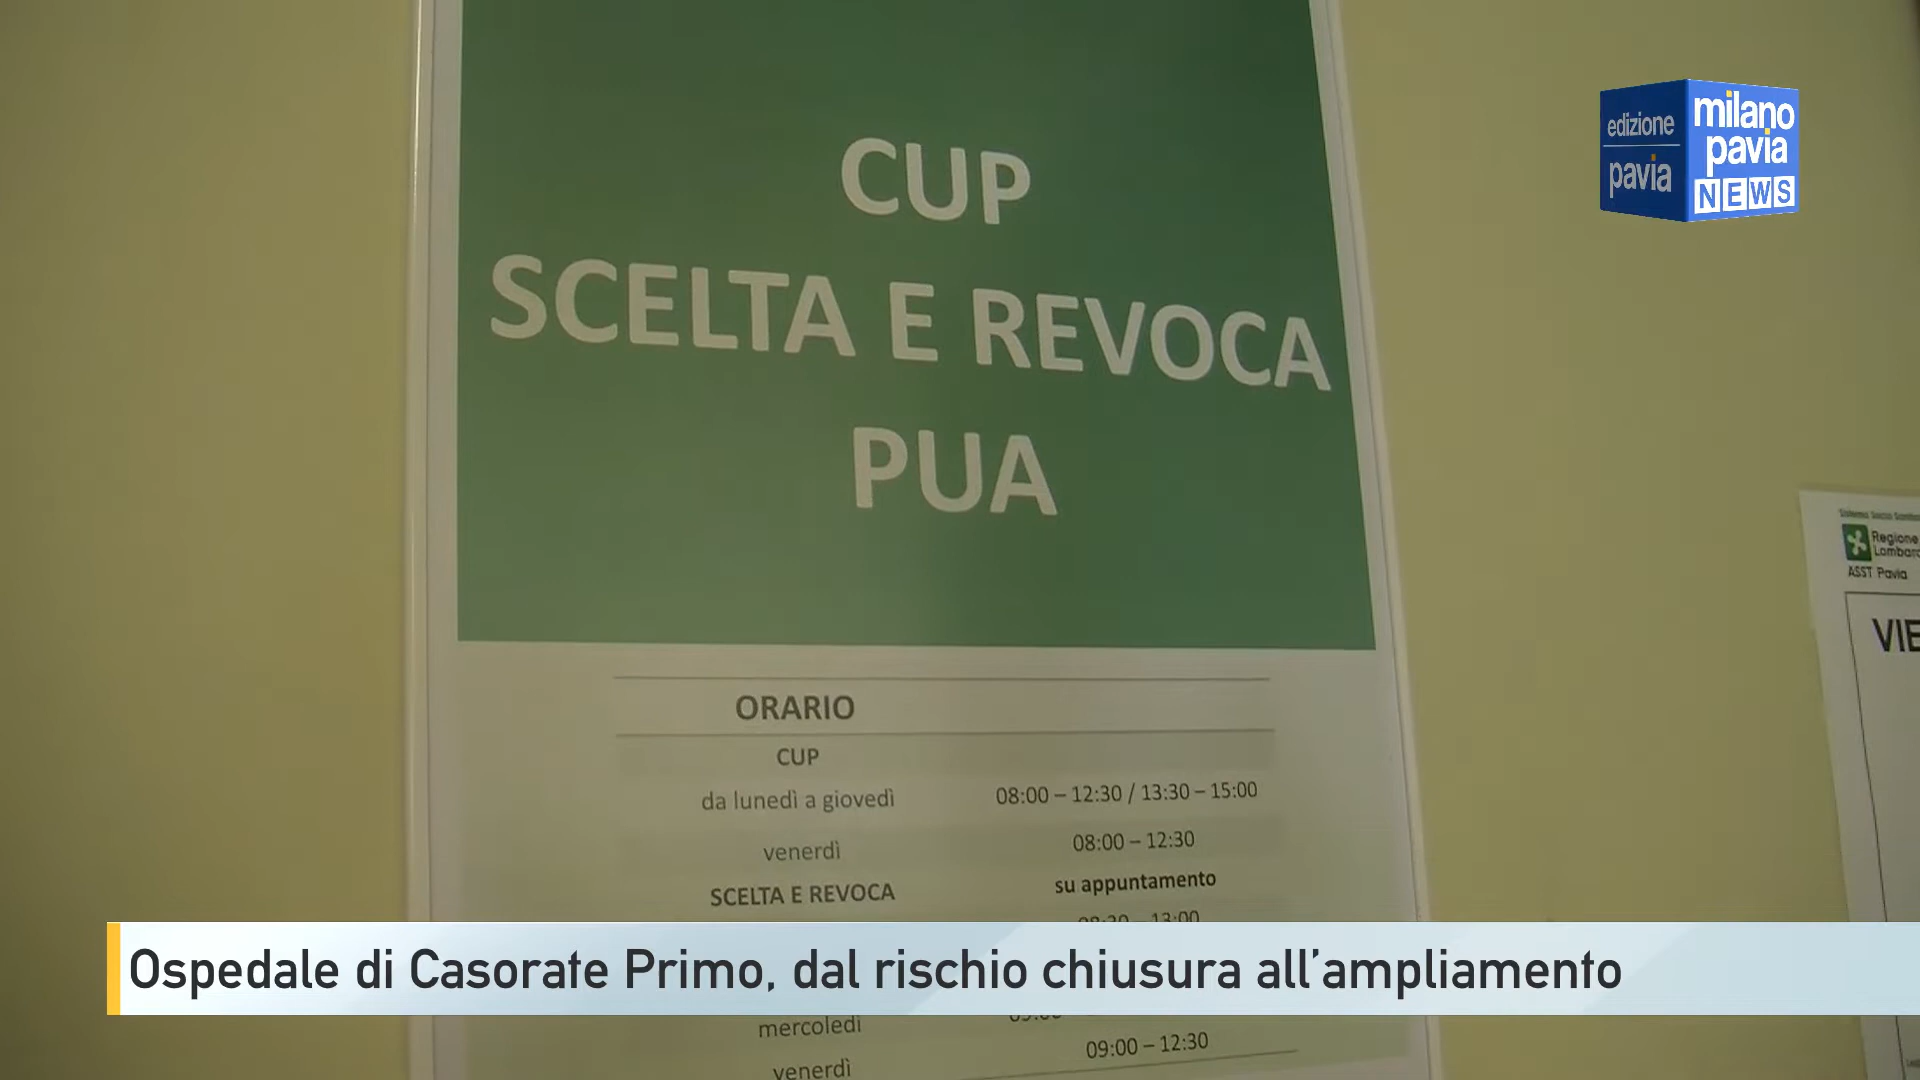 CUP
SCELTA E REVOCA
PUA
edizione
pavia
milano
pavia
NEWS
Regione
ASST Pavia
ORARIO
CUP
da lunedì a giovedì 08:00 – 12:30 / 13:30 – 15:00
venerdì 08:00 – 12:30
SCELTA E REVOCA su appuntamento
13:00
Ospedale di Casorate Primo, dal rischio chiusura all'ampliamento
mercoledì
venerdì 09:00 – 12:30